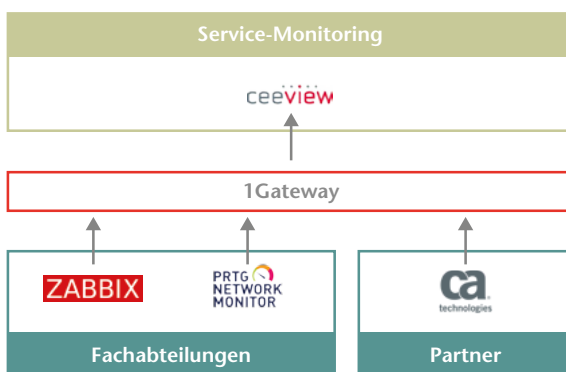 Service-Monitoring
ceeview
1Gateway
ZABBIX
PRTG
NETWORK
MONITOR
ca
technologies
Fachabteilungen
Partner